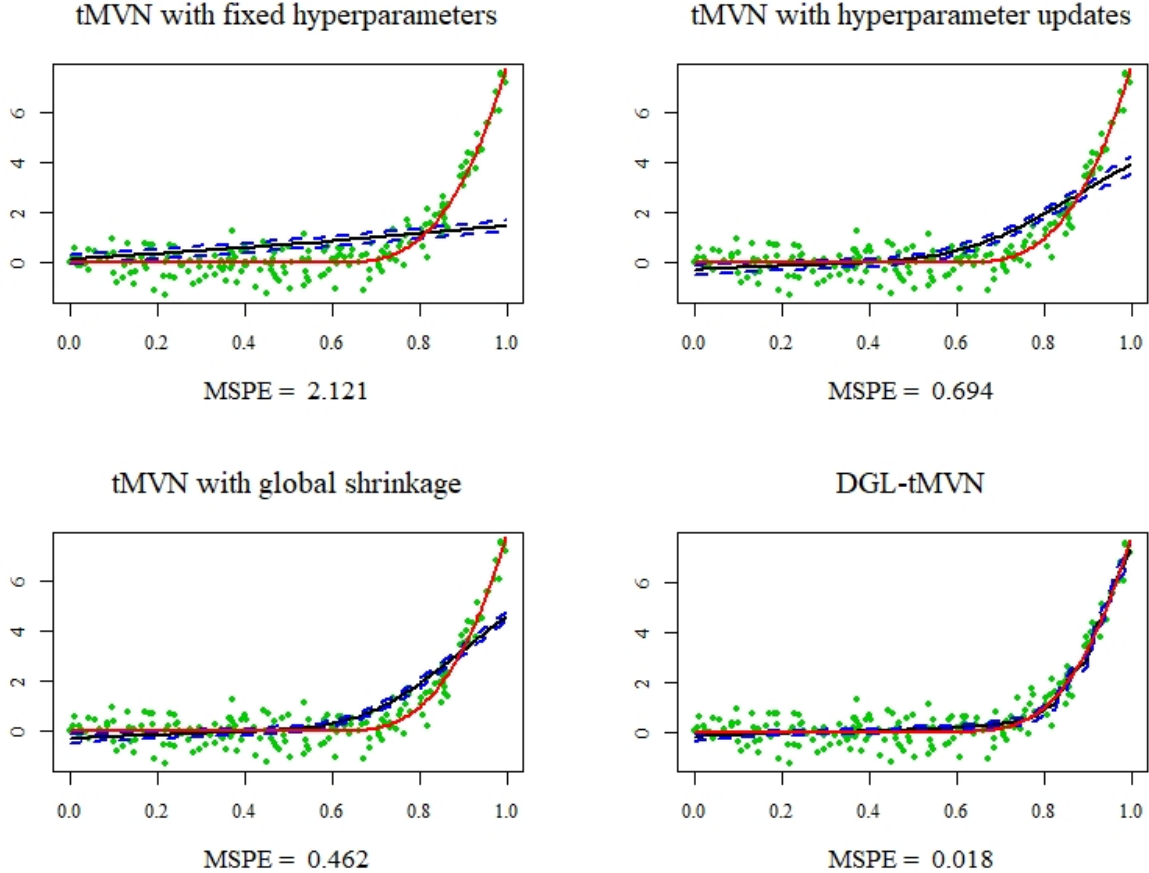 tMVN with fixed hyperparameters
tMVN with hyperparameter updates
6
4
2
0
0.0 0.2 0.4 0.6 0.8 1.0
MSPE = 2.121
6
4
2
0
0.0 0.2 0.4 0.6 0.8 1.0
MSPE = 0.694
tMVN with global shrinkage
DGL-tMVN
6
4
2
0
0.0 0.2 0.4 0.6 0.8 1.0
MSPE = 0.462
6
4
2
0
0.0 0.2 0.4 0.6 0.8 1.0
MSPE = 0.018